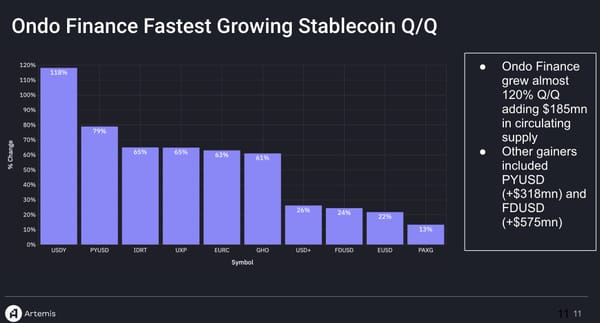 Ondo Finance Fastest Growing Stablecoin Q/Q
120%
110%
100%
90%
80%
70%
60%
50%
40%
30%
20%
10%
0%
% Change
118%
79%
65%
65%
63%
61%
26%
24%
22%
13%
USDY PYUSD IDRT UXP EURC GHO USD+ FDUSD EUSD PAXG
Symbol
● Ondo Finance
grew almost
120% Q/Q
adding $185mn
in circulating
supply
● Other gainers
included
PYUSD
(+$318mn) and
FDUSD
(+$575mn)
Artemis
11 11